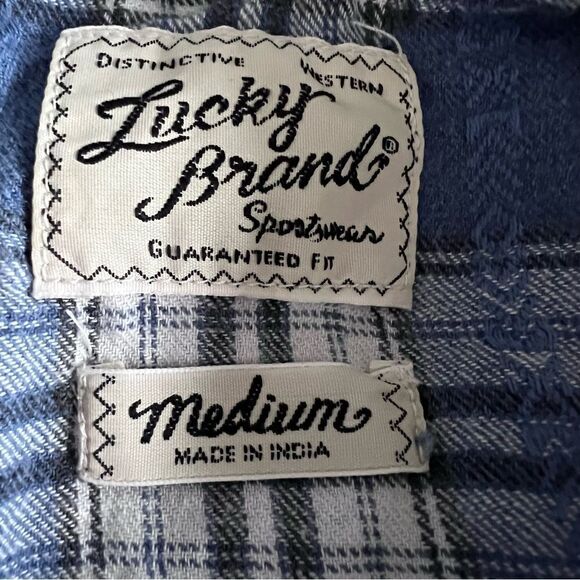 DISTINCTIVE WESTERN
Lucky
Brand®
Sportswear
GUARANTEED FIT
Medium
MADE IN INDIA